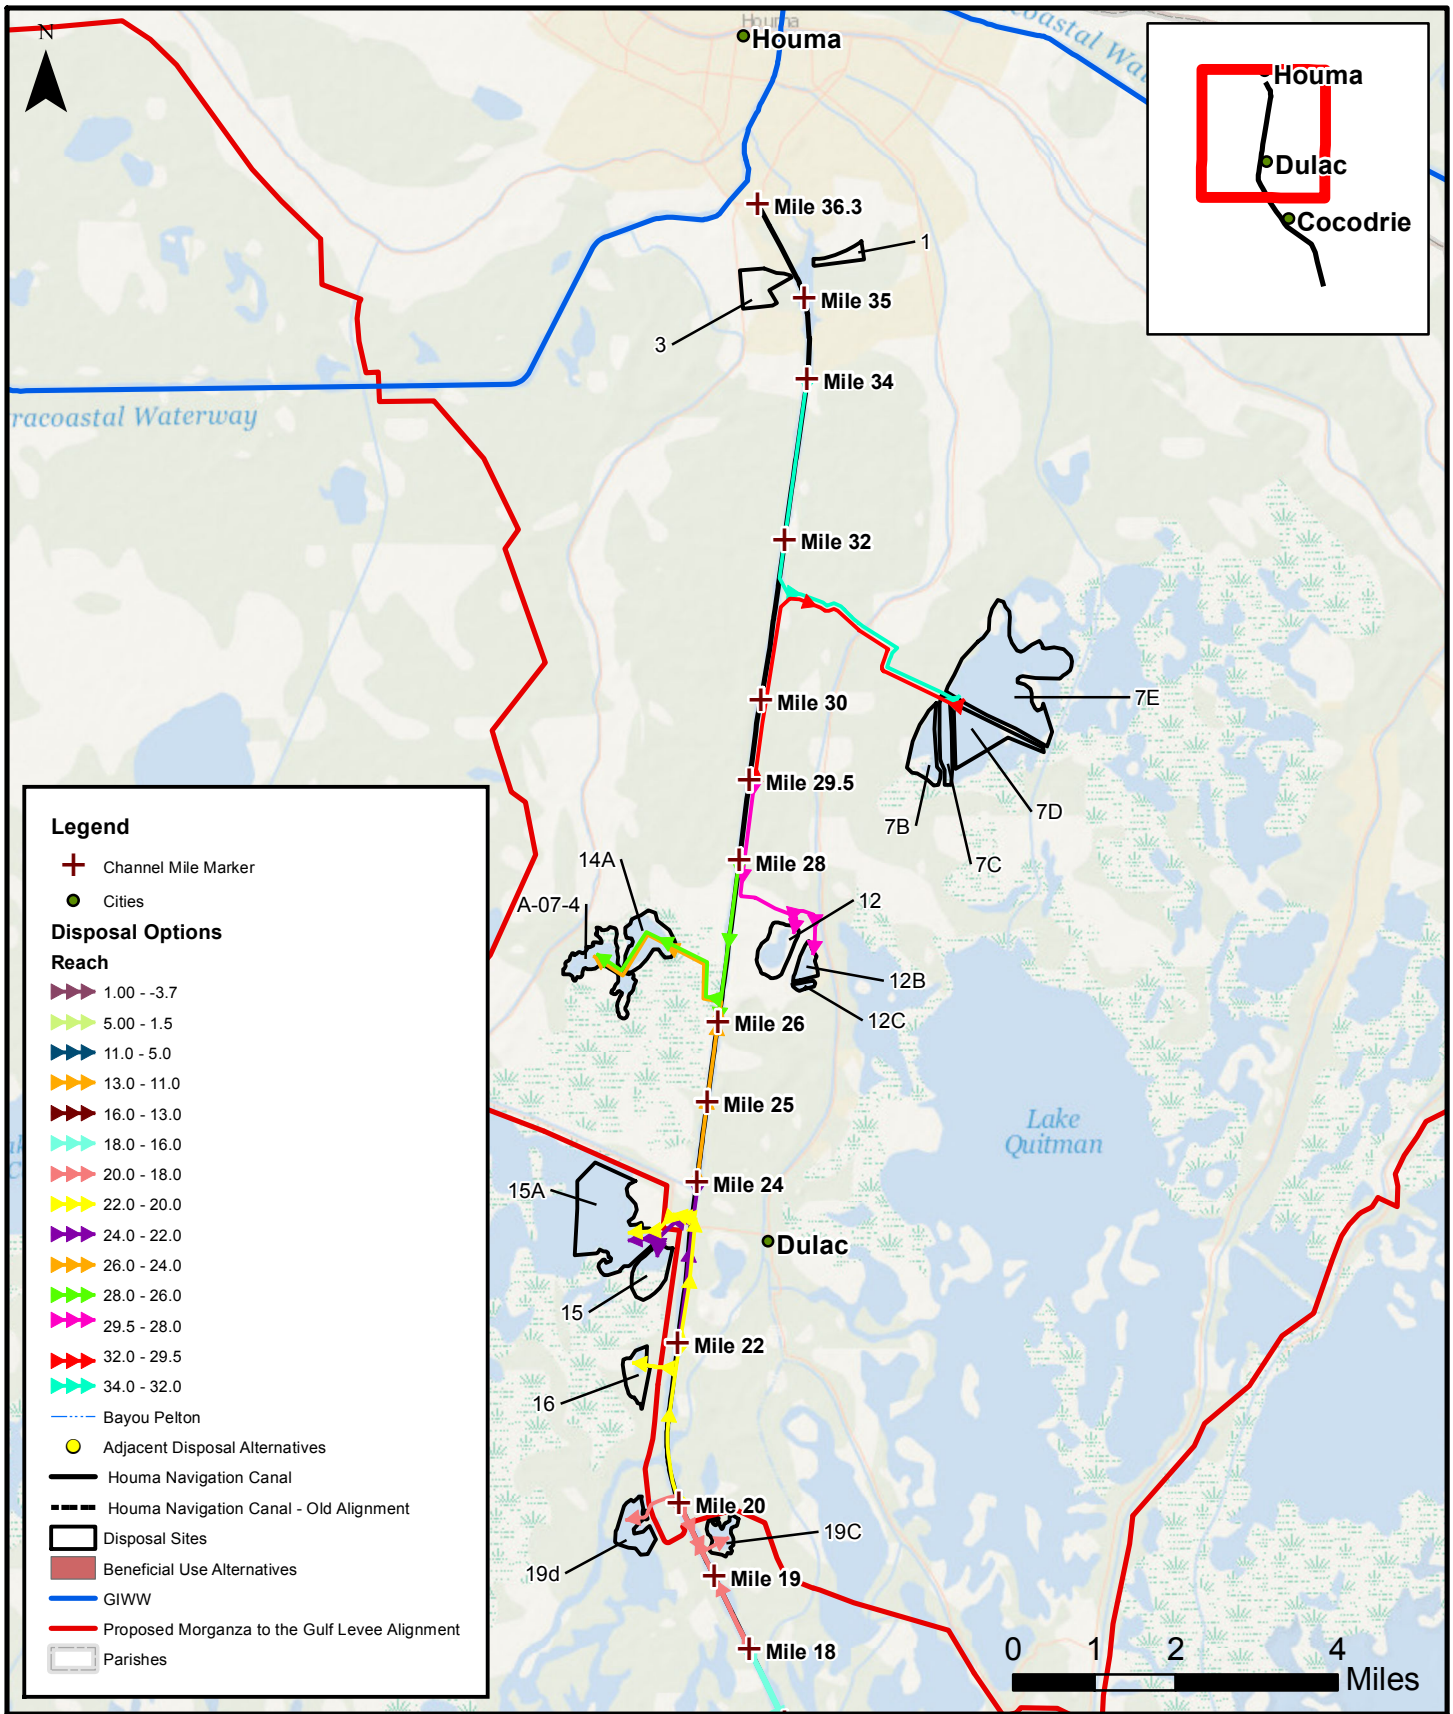 N
Houma
Houma
coastal Wa
Houma
Dulac
Cocodrie
Mile 36.3
1
Mile 35
3
Mile 34
racoastal Waterway
Mile 32
7E
Mile 30
Mile 29.5
7D
7B
7C
Mile 28
14A
A-07-4
12
12B
12C
Mile 26
Mile 25
Lake
Quitman
Mile 24
15A
Dulac
15
Mile 22
16
Mile 20
19C
19d
Mile 19
Mile 18
Legend
Channel Mile Marker
Cities
Disposal Options
Reach
1.00 - -3.7
5.00 - 1.5
11.0 - 5.0
13.0 - 11.0
16.0 - 13.0
18.0 - 16.0
20.0 - 18.0
22.0 - 20.0
24.0 - 22.0
26.0 - 24.0
28.0 - 26.0
29.5 - 28.0
32.0 - 29.5
34.0 - 32.0
Bayou Pelton
Adjacent Disposal Alternatives
Houma Navigation Canal
Houma Navigation Canal - Old Alignment
Disposal Sites
Beneficial Use Alternatives
GIWW
Proposed Morganza to the Gulf Levee Alignment
Parishes
0 1 2 4
Miles